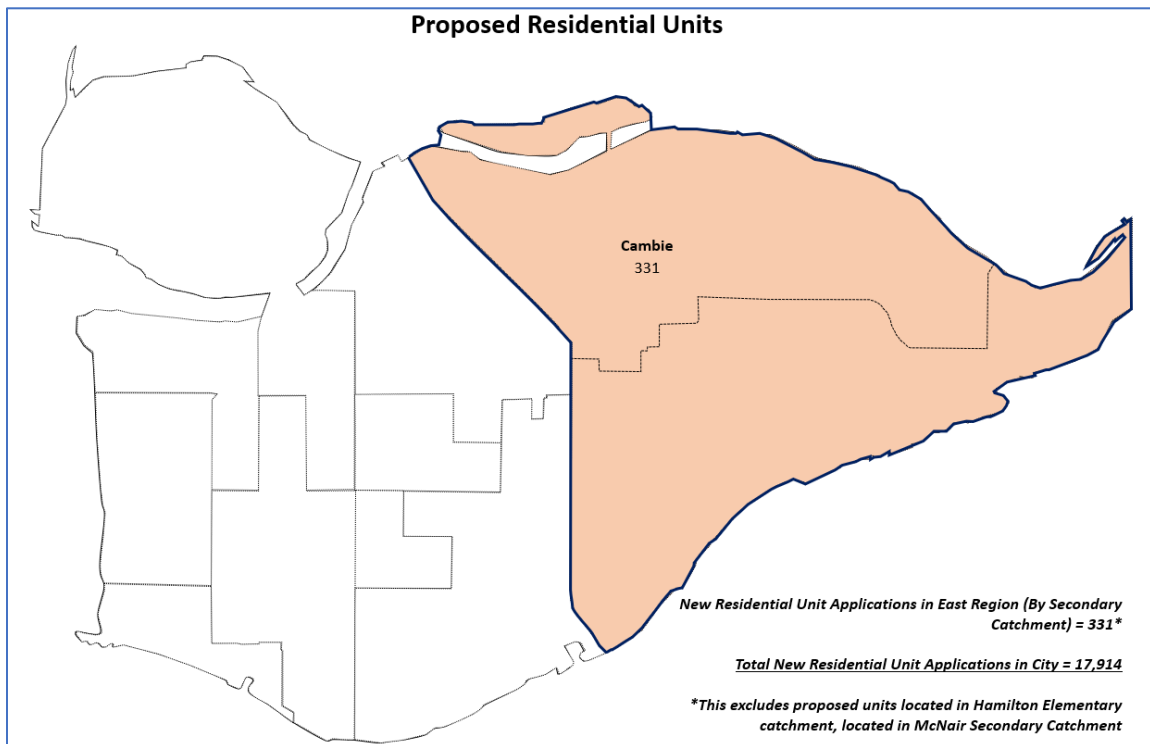 Proposed Residential Units
Cambie
331
New Residential Unit Applications in East Region (By Secondary
Catchment) = 331*
Total New Residential Unit Applications in City = 17,914
*This excludes proposed units located in Hamilton Elementary
catchment, located in McNair Secondary Catchment